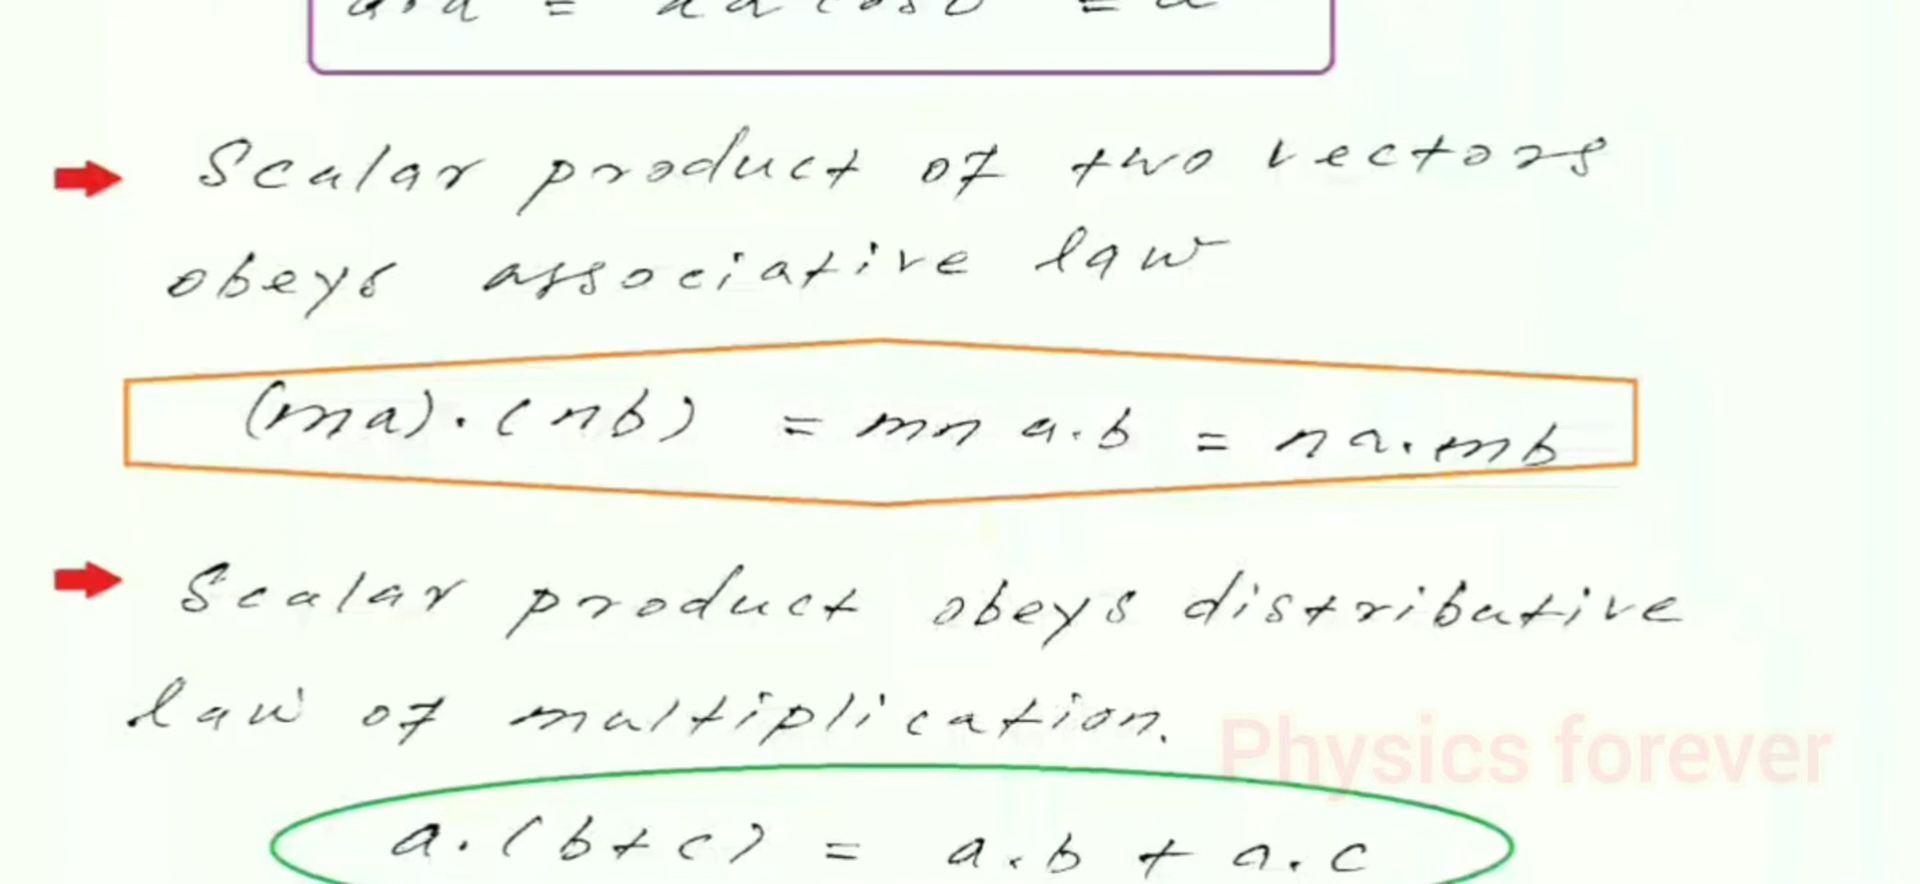 Scalar product of two vectors
obeys associative law
(ma).(nb) = mn a.b = na.mb
Scalar product obeys distributive
law of multiplication.
Physics forever
a.(b+c) = a.b + a.c